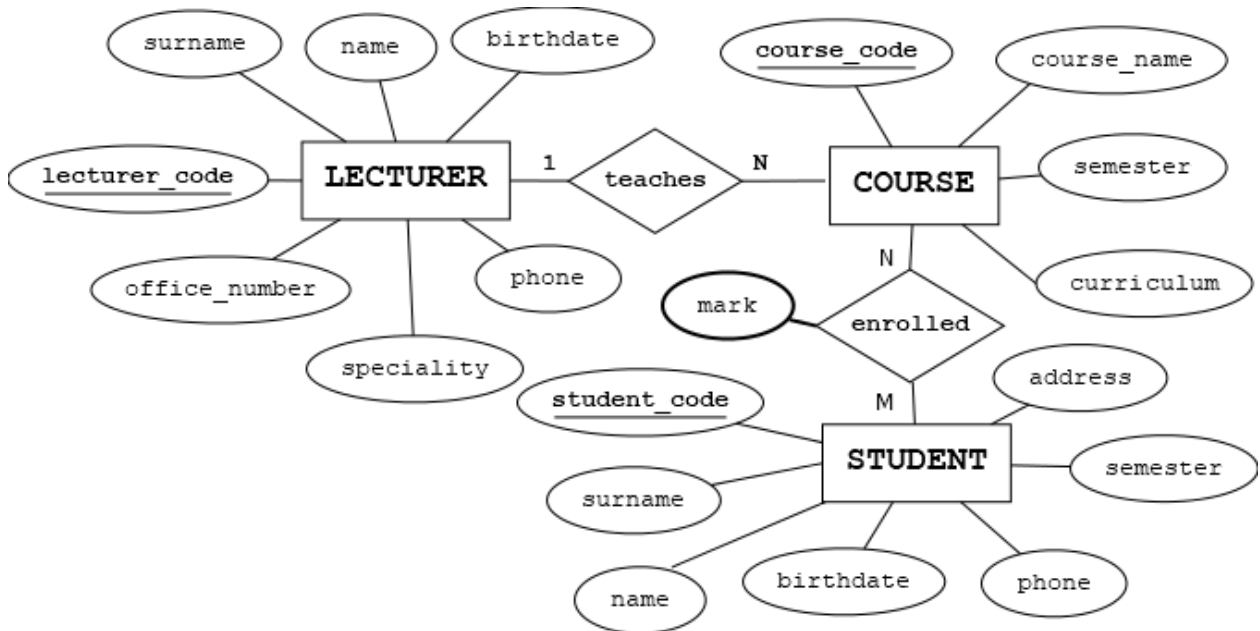 surname
name
birthdate
course_code
course_name
lecturer_code
LECTURER
1
teaches
N
COURSE
semester
office_number
phone
speciality
N
mark
enrolled
curriculum
M
student_code
address
STUDENT
semester
surname
name
birthdate
phone